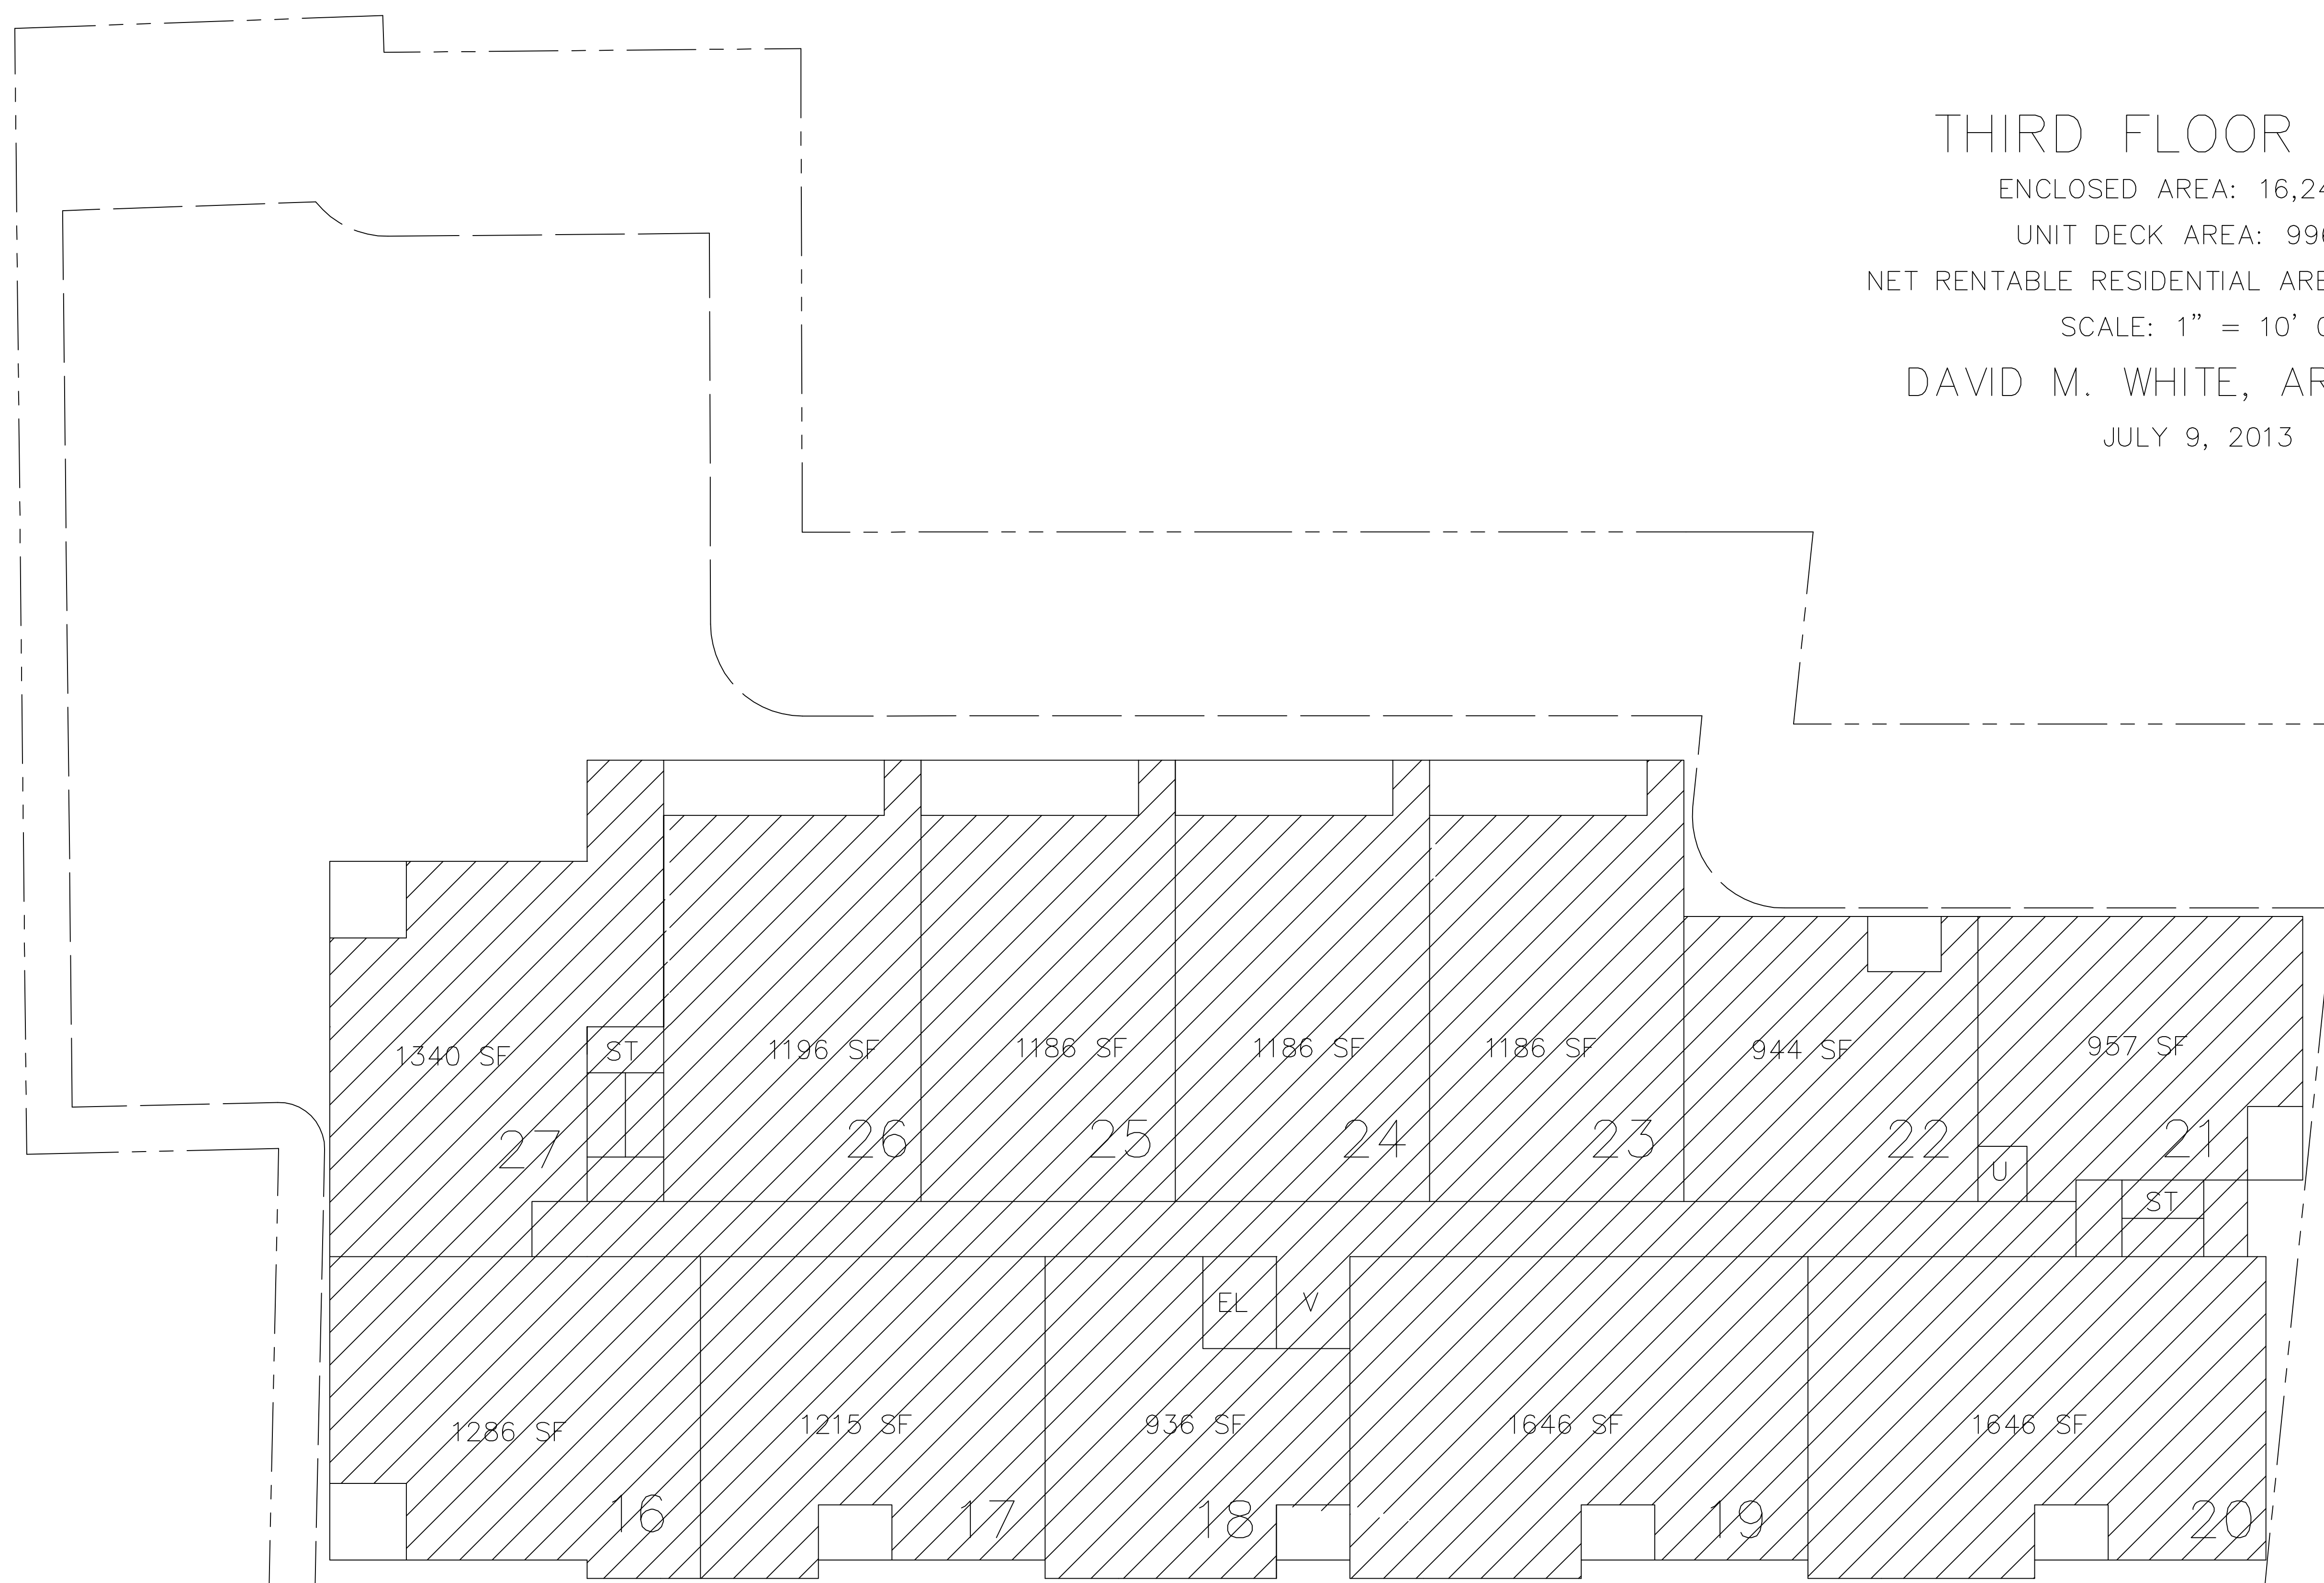 THIRD FLOOR
ENCLOSED AREA: 16,24
UNIT DECK AREA: 996
NET RENTABLE RESIDENTIAL ARE
SCALE: 1" = 10'
DAVID M. WHITE, AR
JULY 9, 2013
1340 SF
ST
1196 SF
1186 SF
1186 SF
1186 SF
944 SF
957 SF
27
26
25
24
23
22
U
21
ST
EL
V
1286 SF
1215 SF
936 SF
1646 SF
1646 SF
16
17
18
19
20